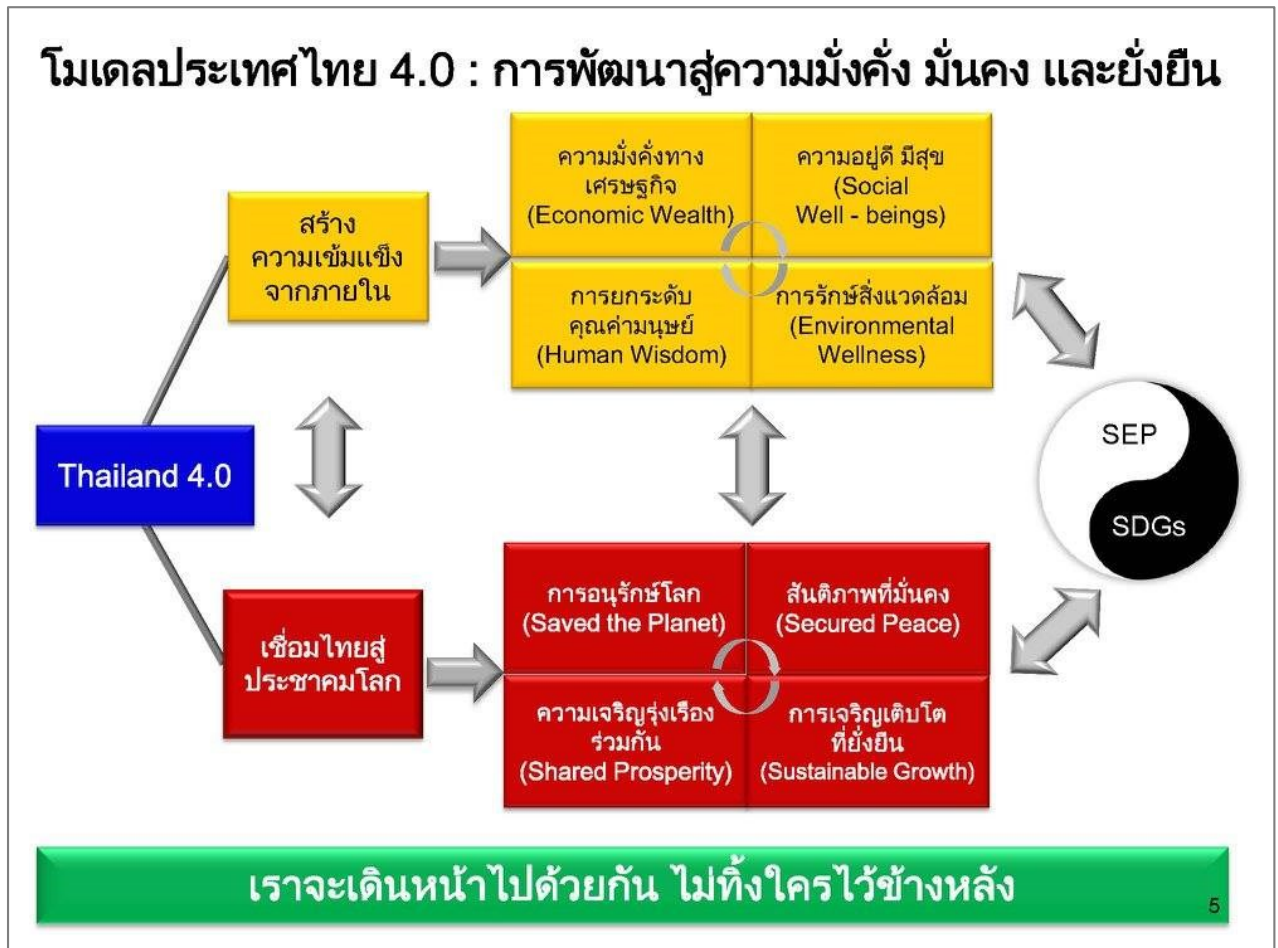 โมเดลประเทศไทย 4.0 : การพัฒนาสู่ความมั่งคั่ง มั่นคง และยั่งยืน
สร้าง
ความเข้มแข็ง
จากภายใน
ความมั่งคั่งทาง
เศรษฐกิจ
(Economic Wealth)
ความอยู่ดี มีสุข
(Social
Well - beings)
การยกระดับ
คุณค่ามนุษย์
(Human Wisdom)
การรักษ์สิ่งแวดล้อม
(Environmental
Wellness)
Thailand 4.0
SEP
SDGs
เชื่อมไทยสู่
ประชาคมโลก
การอนุรักษ์โลก
(Saved the Planet)
สันติภาพที่มั่นคง
(Secured Peace)
ความเจริญรุ่งเรือง
ร่วมกัน
(Shared Prosperity)
การเจริญเติบโต
ที่ยั่งยืน
(Sustainable Growth)
เราจะเดินหน้าไปด้วยกัน ไม่ทิ้งใครไว้ข้างหลัง
5